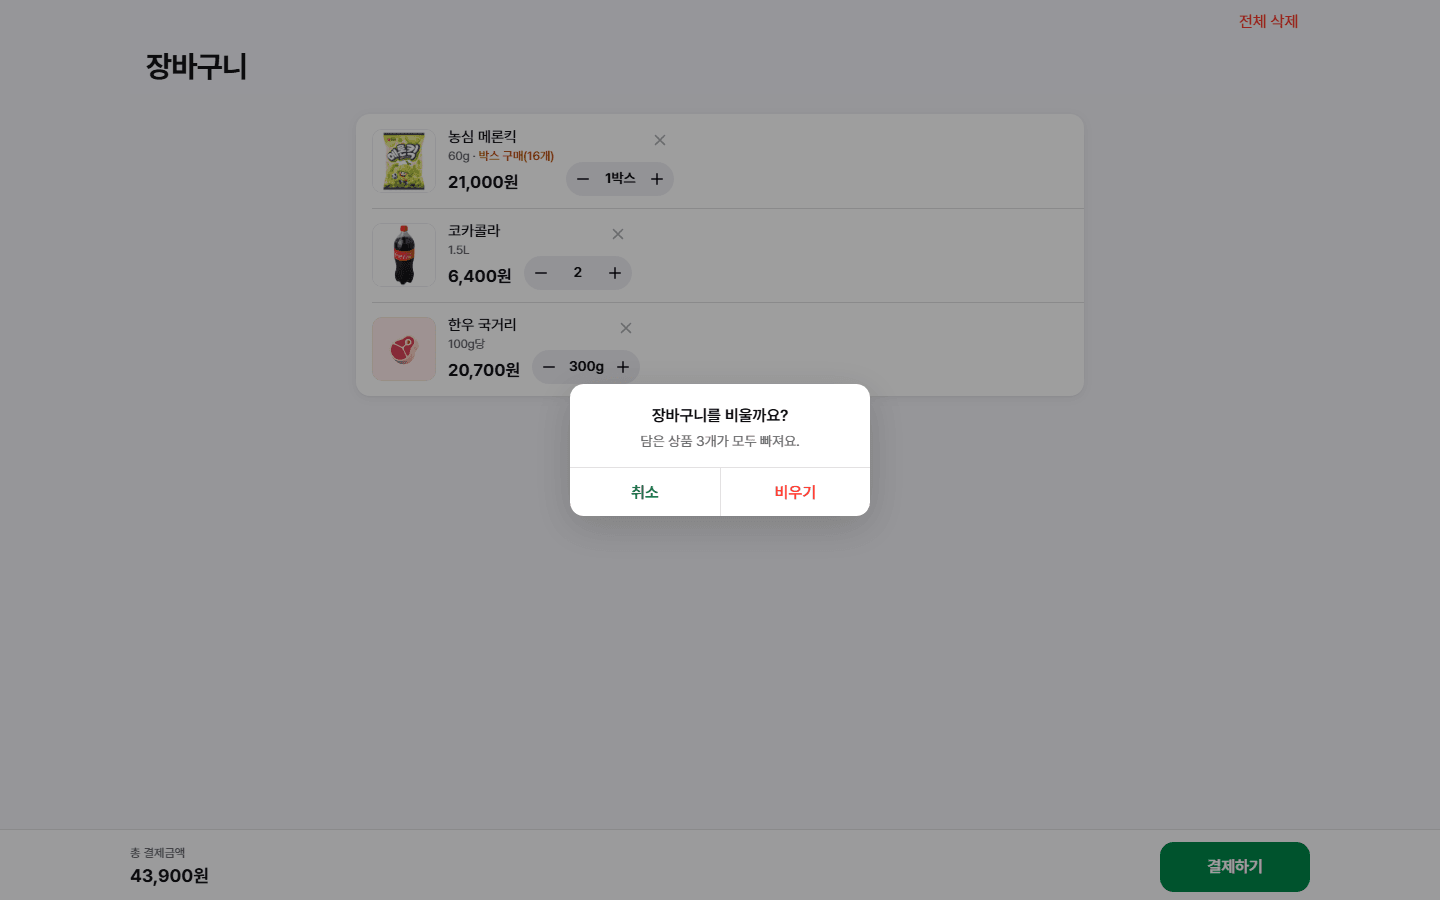 전체 삭제
장바구니
농심 메론킥
60g · 박스 구매(16개)
21,000원
1박스
코카콜라
1.5L
6,400원
2
한우 국거리
100g당
20,700원
300g
장바구니를 비울까요?
담은 상품 3개가 모두 빠져요.
취소
비우기
총 결제금액
43,900원
결제하기
메론킥